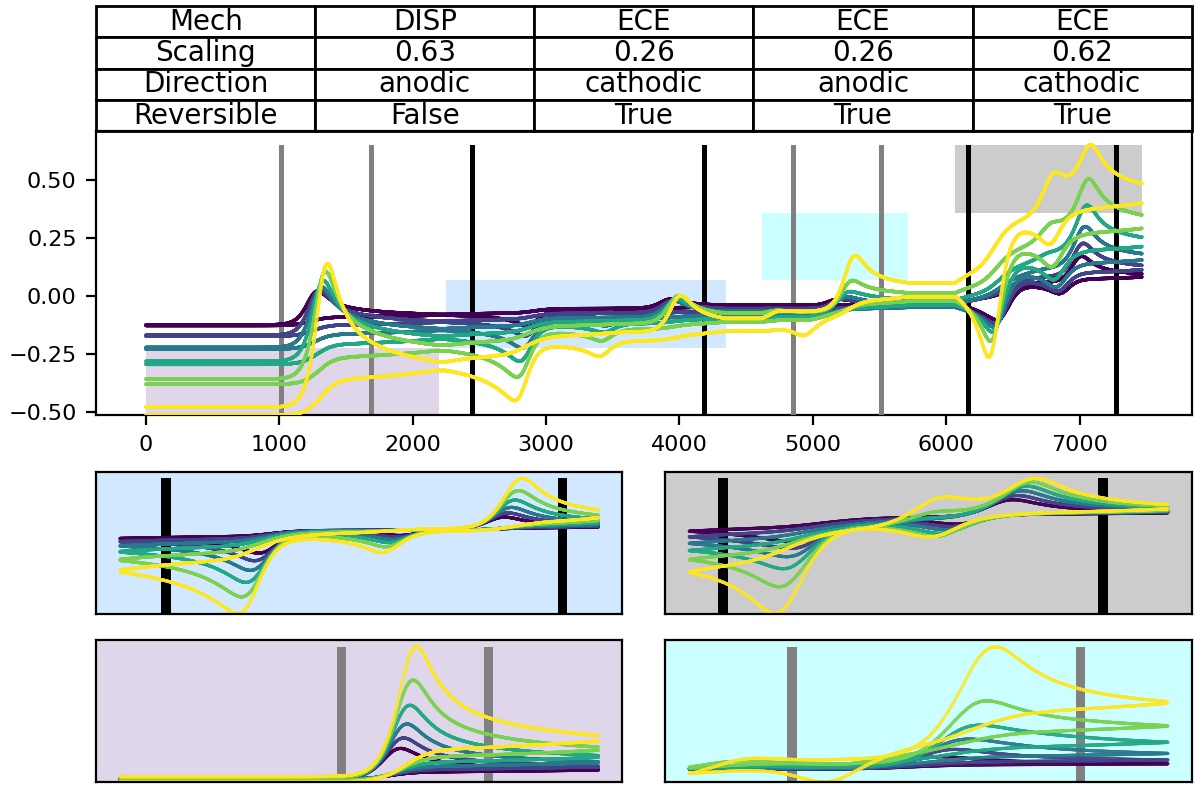 Mech DISP ECE ECE ECE
Scaling 0.63 0.26 0.26 0.62
Direction anodic cathodic anodic cathodic
Reversible False True True True
0.50
0.25
0.00
−0.25
−0.50
0 1000 2000 3000 4000 5000 6000 7000